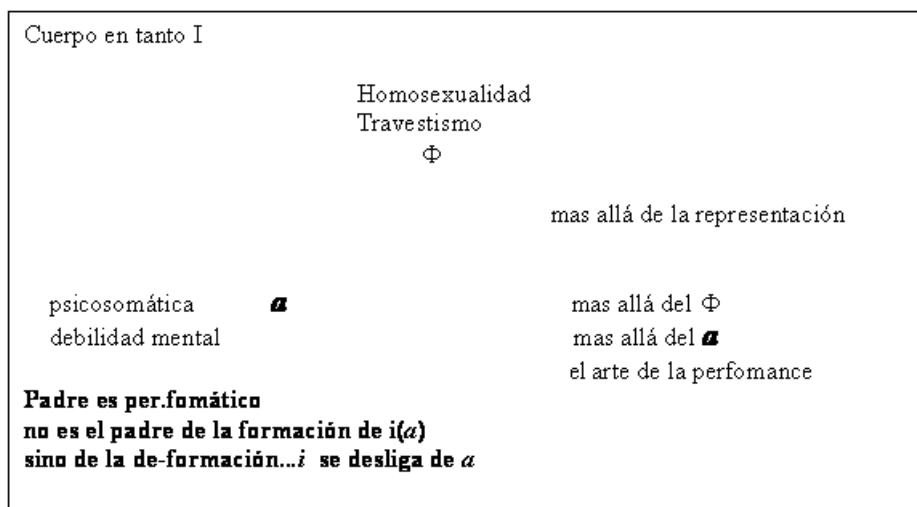 Cuerpo en tanto I
Homosexualidad
Travestismo
Φ
mas allá de la representación
psicosomática a mas allá del Φ
debilidad mental mas allá del a
el arte de la perfomance
Padre es per.fomático
no es el padre de la formación de i(a)
sino de la de-formación...i se desliga de a